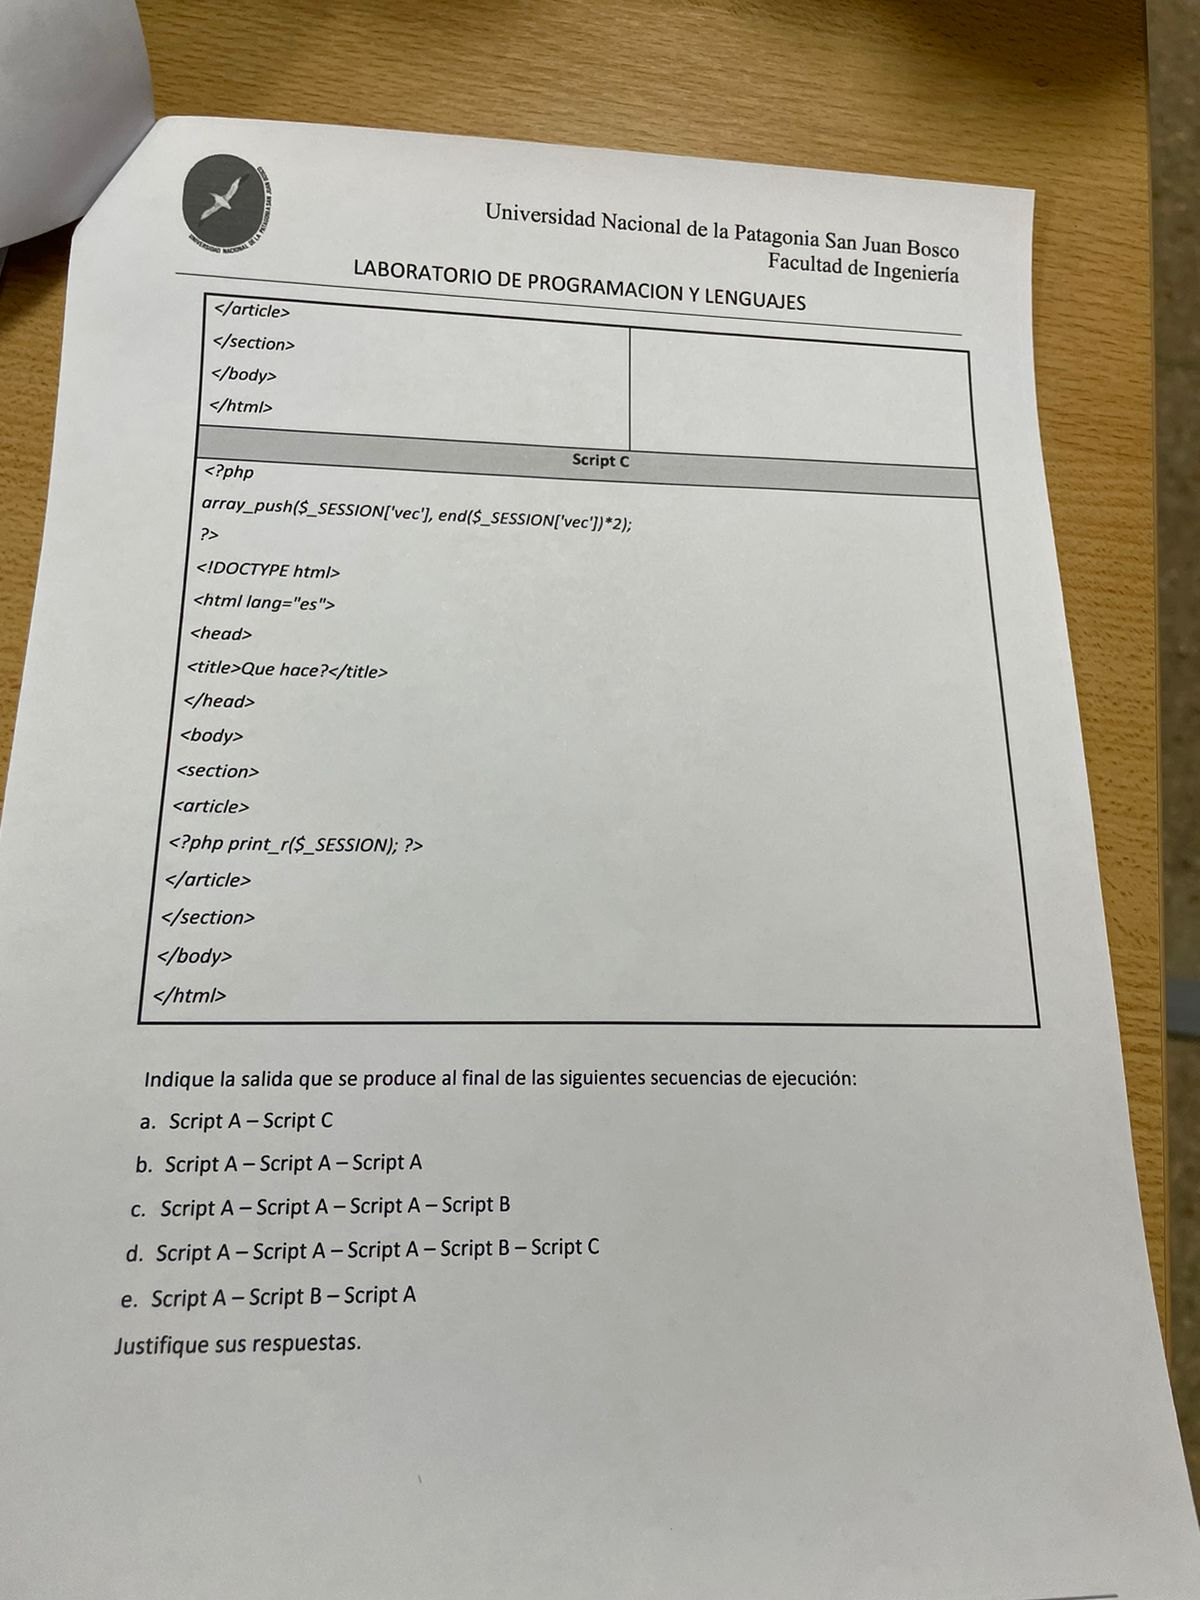 UNIVERSIDAD NACIONAL DE LA PATAGONIA SAN JUAN BOSCO
Universidad Nacional de la Patagonia San Juan Bosco
Facultad de Ingeniería
LABORATORIO DE PROGRAMACION Y LENGUAJES
</article>
</section>
</body>
</html>
Script C
<?php
array_push($_SESSION['vec'], end($_SESSION['vec'])*2);
?>
<!DOCTYPE html>
<html lang="es">
<head>
<title>Que hace?</title>
</head>
<body>
<section>
<article>
<?php print_r($_SESSION); ?>
</article>
</section>
</body>
</html>
Indique la salida que se produce al final de las siguientes secuencias de ejecución:
a. Script A – Script C
b. Script A – Script A – Script A
c. Script A – Script A – Script A – Script B
d. Script A – Script A – Script A – Script B – Script C
e. Script A – Script B – Script A
Justifique sus respuestas.